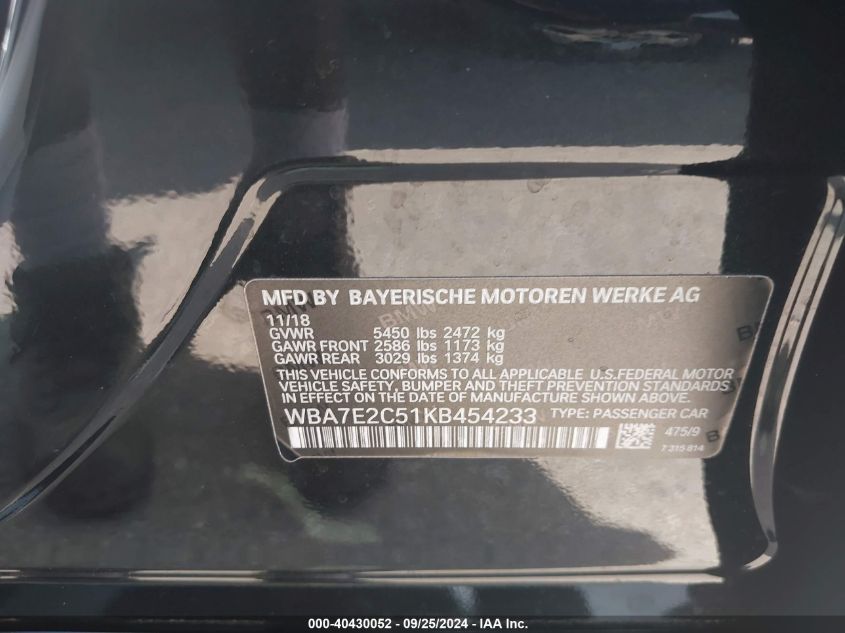 MFD BY BAYERISCHE MOTOREN WERKE AG
11/18
GVWR 5450 lbs 2472 kg
GAWR FRONT 2586 lbs 1173 kg
GAWR REAR 3029 lbs 1374 kg
THIS VEHICLE CONFORMS TO ALL APPLICABLE U.S.FEDERAL MOTOR
VEHICLE SAFETY, BUMPER AND THEFT PREVENTION STANDARDS
IN EFFECT ON THE DATE OF MANUFACTURE SHOWN ABOVE.
WBA7E2C51KB454233 TYPE: PASSENGER CAR
475/9
7 315 814
000-40430052 - 09/25/2024 - IAA Inc.